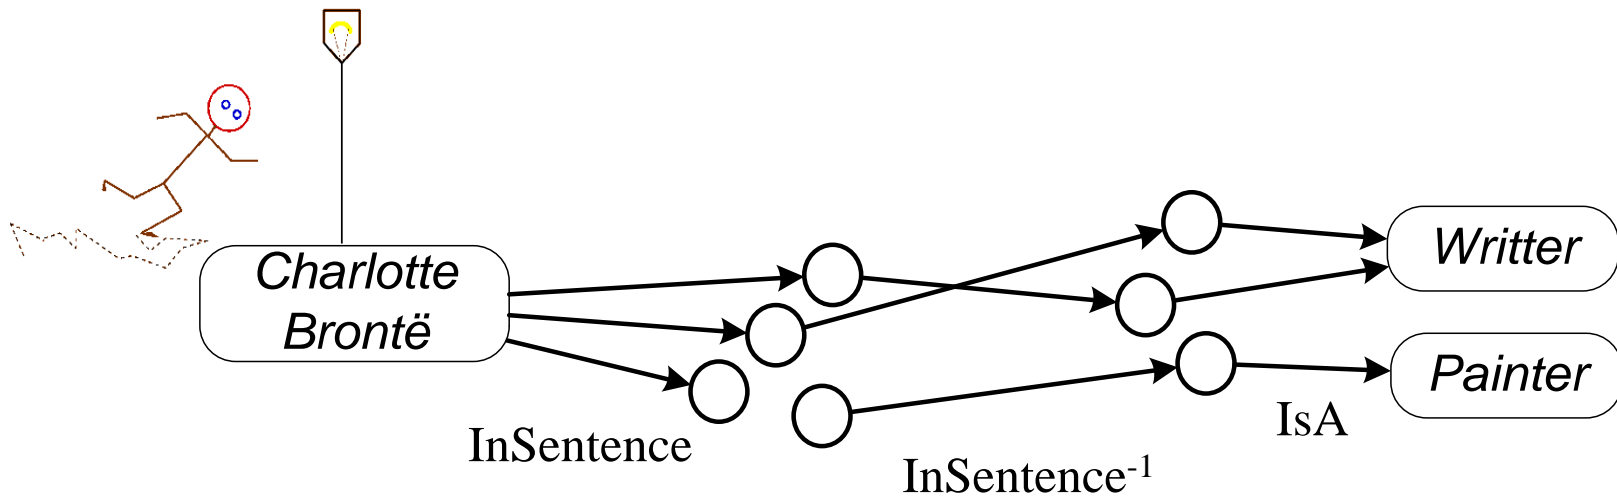 Charlotte
Brontë
Writter
Painter
IsA
InSentence
InSentence⁻¹